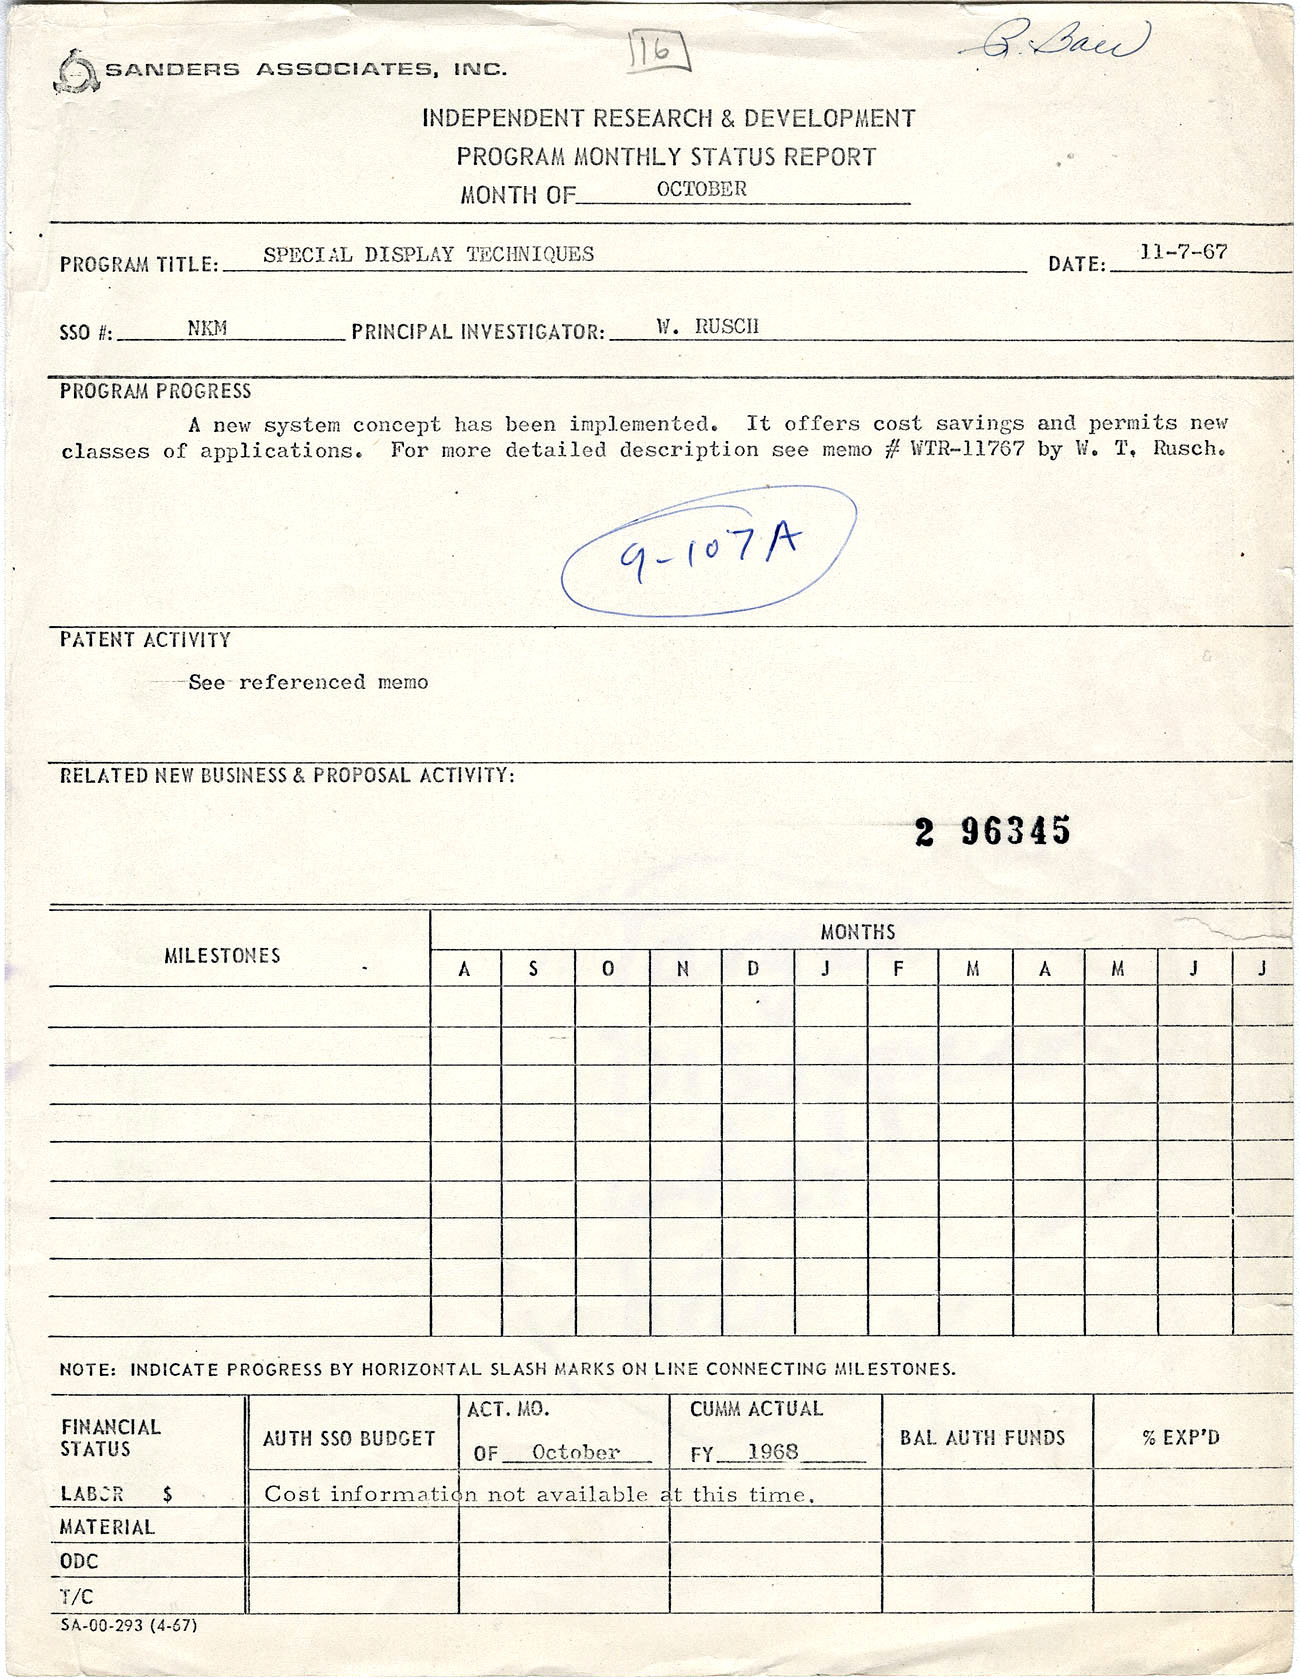 16
R. Baer
SANDERS ASSOCIATES, INC.
INDEPENDENT RESEARCH & DEVELOPMENT
PROGRAM MONTHLY STATUS REPORT
MONTH OF OCTOBER
PROGRAM TITLE: SPECIAL DISPLAY TECHNIQUES DATE: 11-7-67
SSO #: NKM PRINCIPAL INVESTIGATOR: W. RUSCH
PROGRAM PROGRESS
A new system concept has been implemented. It offers cost savings and permits new
classes of applications. For more detailed description see memo # WTR-11767 by W. T. Rusch.
9-107A
PATENT ACTIVITY
See referenced memo
RELATED NEW BUSINESS & PROPOSAL ACTIVITY:
2 96345
MILESTONES
MONTHS
A S O N D J F M A M J J
NOTE: INDICATE PROGRESS BY HORIZONTAL SLASH MARKS ON LINE CONNECTING MILESTONES.
FINANCIAL STATUS
AUTH SSO BUDGET
ACT. MO.
OF October
CUMM ACTUAL
FY 1968
BAL AUTH FUNDS
% EXP'D
LABOR $ Cost information not available at this time.
MATERIAL
ODC
T/C
SA-00-293 (4-67)